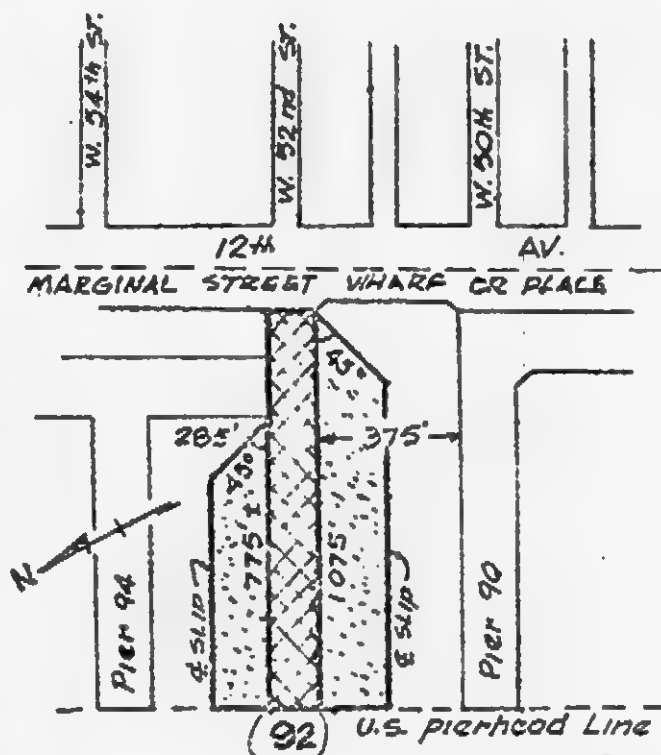 W. 54th ST.
W. 52nd ST.
W. 50th ST.
12th AV.
MARGINAL STREET WHARF OR PLACE
45°
285'
375'
45°
775' ±
1075'
N
Pier 94
℄ SLIP
℄ SLIP
Pier 90
(92)
U.S. pierhead Line